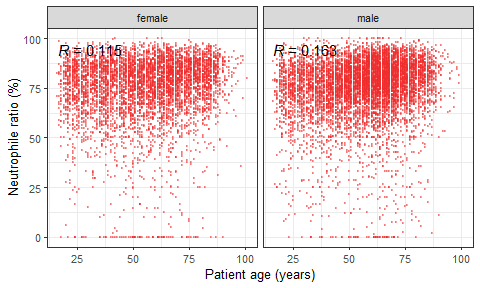 female
male
R = 0.115
R = 0.163
100
75
50
25
0
Neutrophile ratio (%)
25
50
75
100
25
50
75
100
Patient age (years)